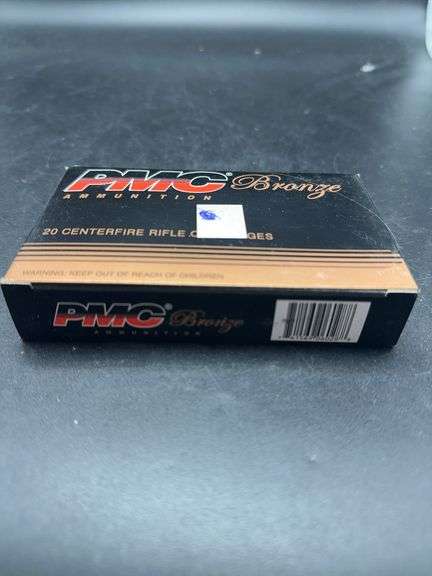 PMC® Bronze
AMMUNITION
20 CENTERFIRE RIFLE
WARNING: KEEP OUT OF REACH OF CHILDREN.
PMC® Bronze
AMMUNITION